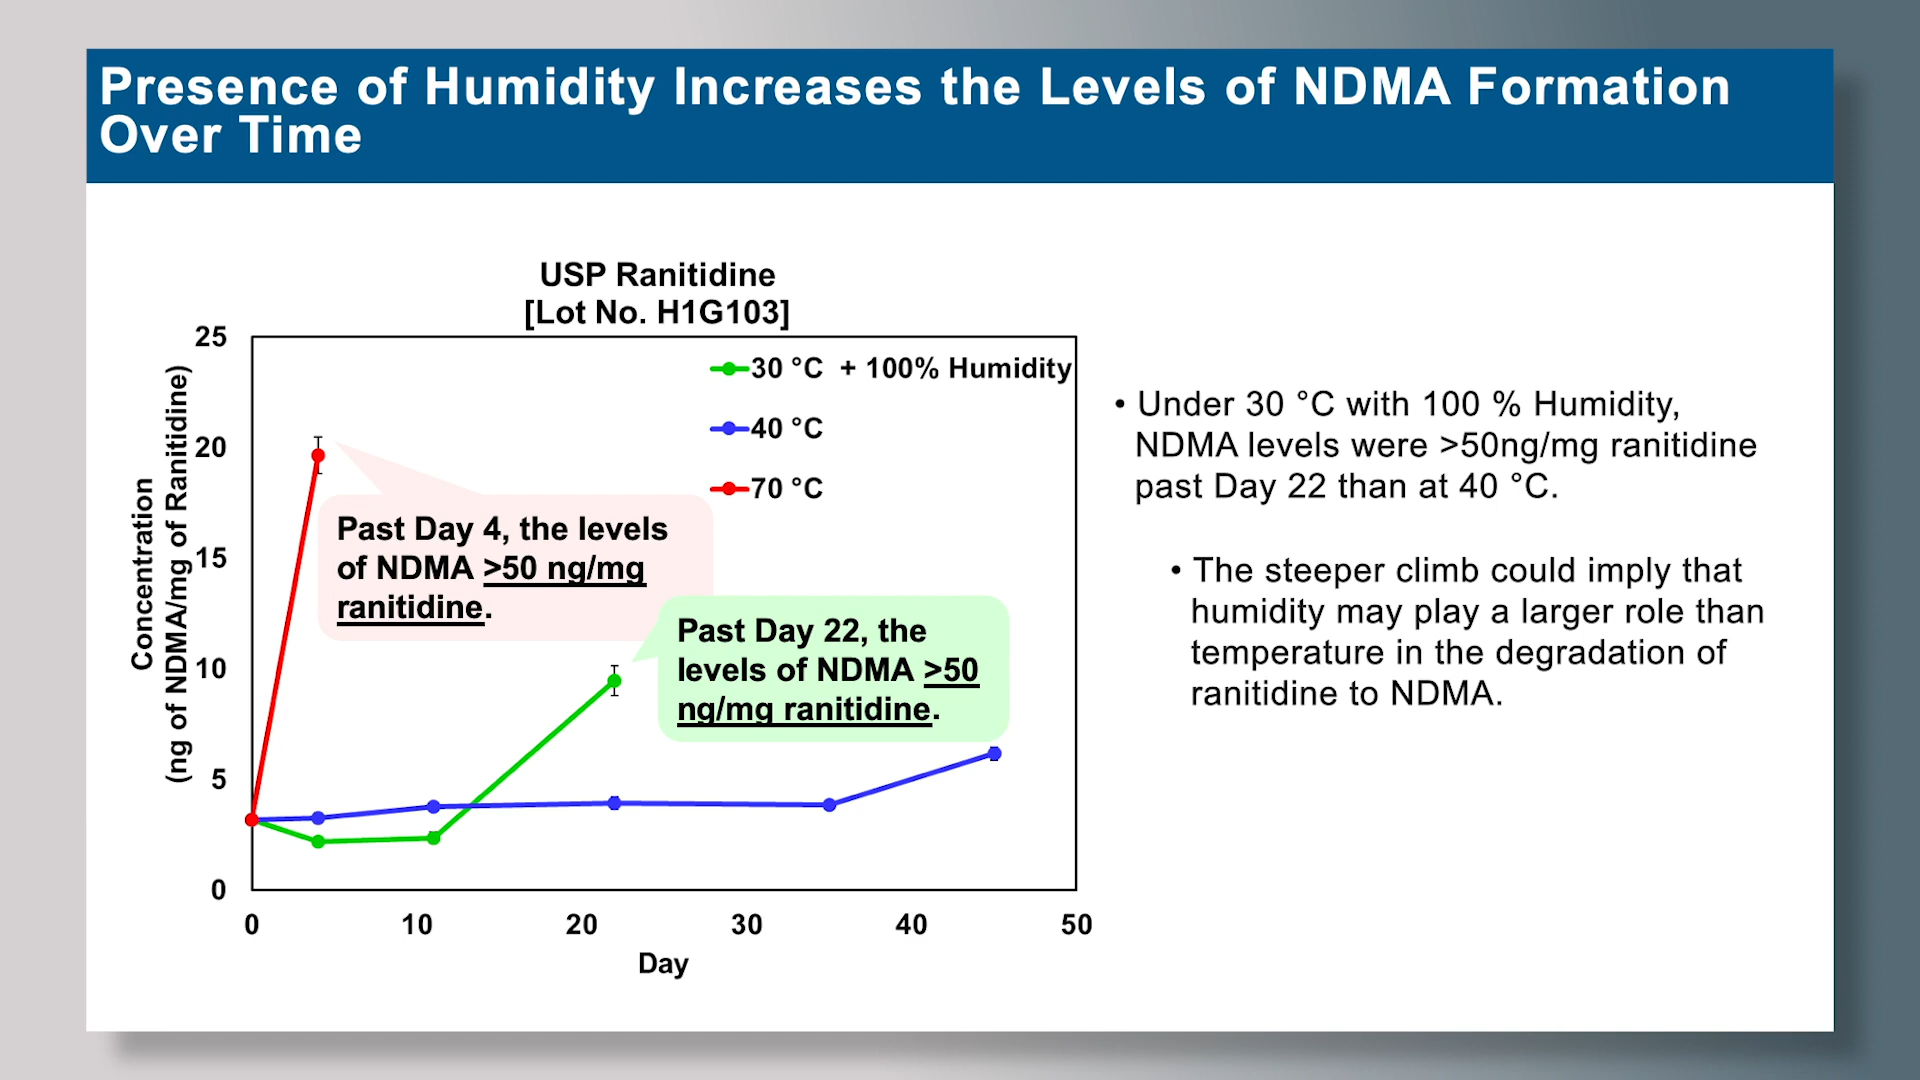 Presence of Humidity Increases the Levels of NDMA Formation
Over Time
USP Ranitidine
[Lot No. H1G103]
25
20
15
10
5
0
Concentration
(ng of NDMA/mg of Ranitidine)
30 °C + 100% Humidity
40 °C
70 °C
Past Day 4, the levels
of NDMA >50 ng/mg
ranitidine.
Past Day 22, the
levels of NDMA >50
ng/mg ranitidine.
0 10 20 30 40 50
Day
• Under 30 °C with 100 % Humidity,
NDMA levels were >50ng/mg ranitidine
past Day 22 than at 40 °C.
• The steeper climb could imply that
humidity may play a larger role than
temperature in the degradation of
ranitidine to NDMA.